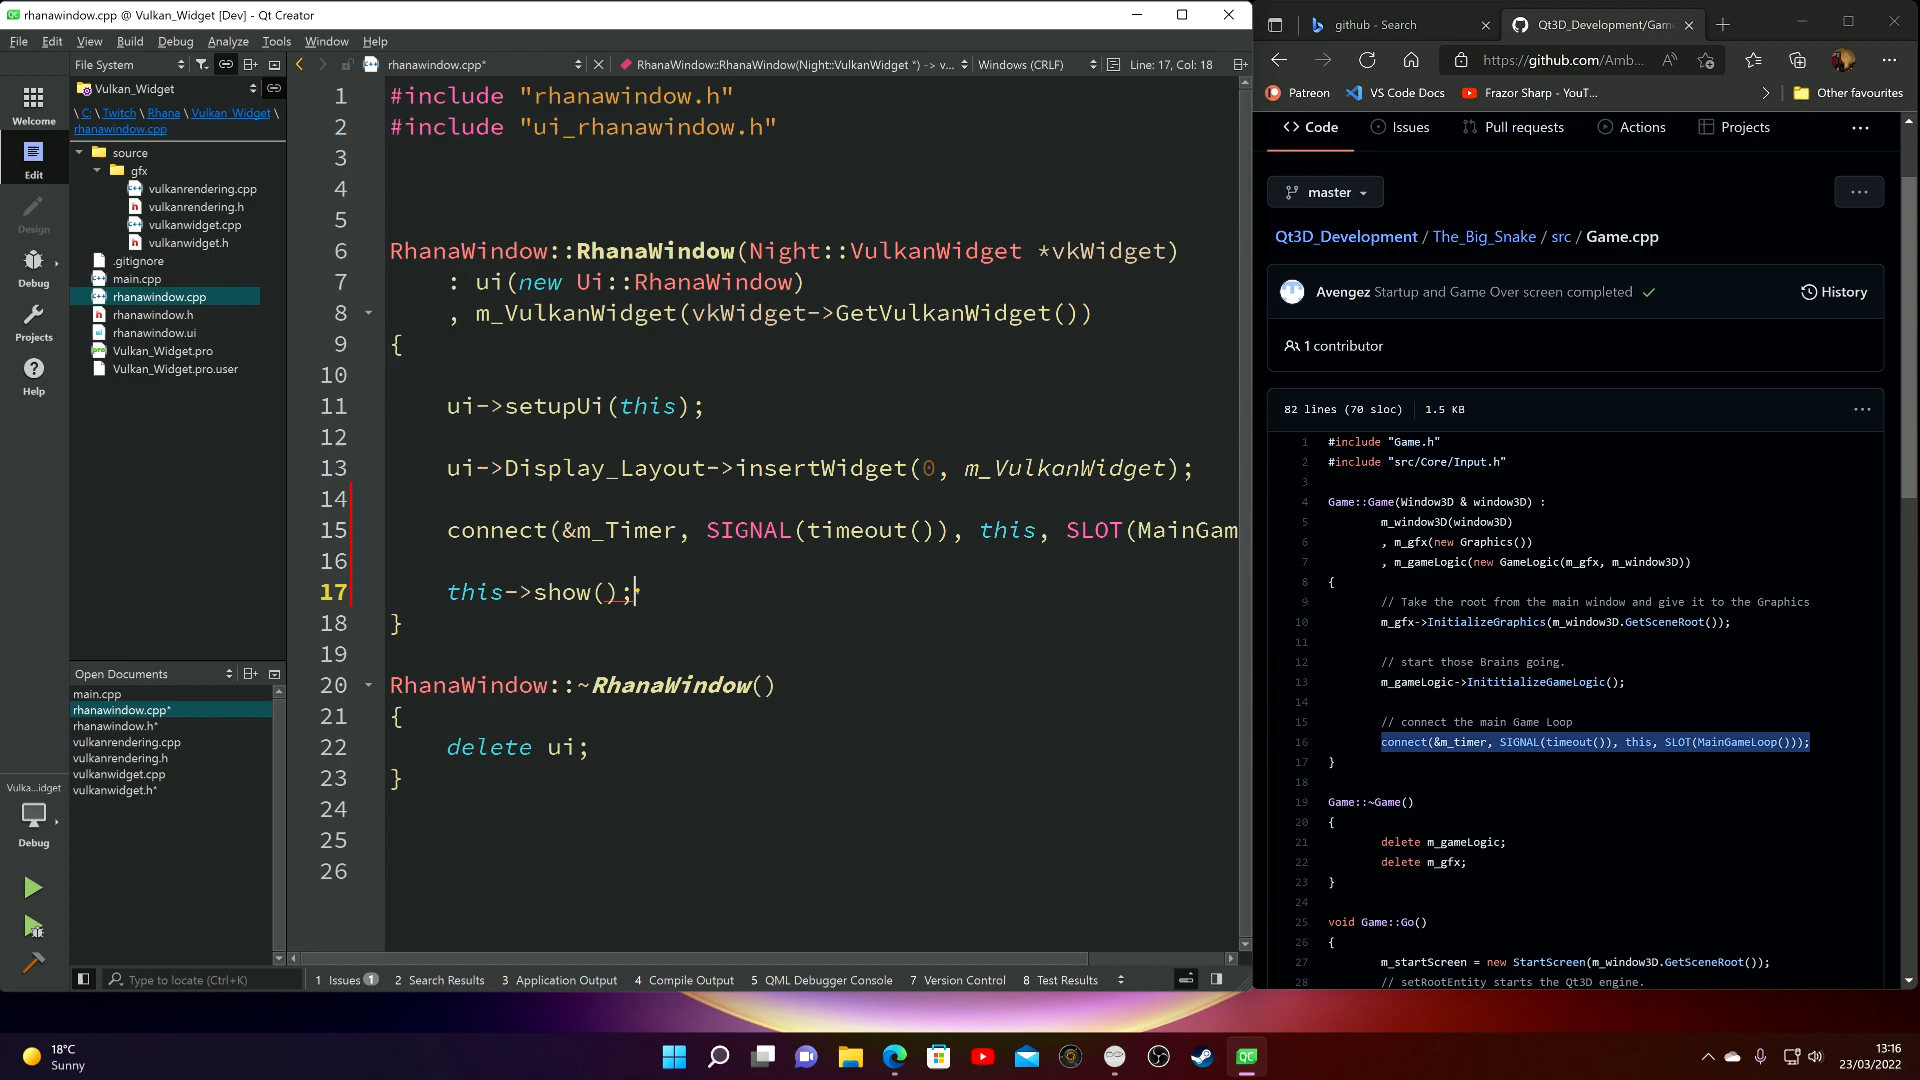 rhanawindow.cpp @ Vulkan_Widget [Dev] - Qt Creator
File Edit View Build Debug Analyze Tools Window Help
File System
rhanawindow.cpp*
RhanaWindow::RhanaWindow(Night::VulkanWidget *) -> v...
Windows (CRLF)
Line: 17, Col: 18
Vulkan_Widget
\ C: \ Twitch \ Rhana \ Vulkan_Widget \
rhanawindow.cpp
Welcome
Edit
Design
Debug
Projects
Help
source
gfx
vulkanrendering.cpp
vulkanrendering.h
vulkanwidget.cpp
vulkanwidget.h
.gitignore
main.cpp
rhanawindow.cpp
rhanawindow.h
rhanawindow.ui
Vulkan_Widget.pro
Vulkan_Widget.pro.user
Open Documents
main.cpp
rhanawindow.cpp*
rhanawindow.h*
vulkanrendering.cpp
vulkanrendering.h
vulkanwidget.cpp
vulkanwidget.h*
Vulka...idget
Debug
1 #include "rhanawindow.h"
2 #include "ui_rhanawindow.h"
3
4
5
6 RhanaWindow::RhanaWindow(Night::VulkanWidget *vkWidget)
7 : ui(new Ui::RhanaWindow)
8 , m_VulkanWidget(vkWidget->GetVulkanWidget())
9 {
10
11 ui->setupUi(this);
12
13 ui->Display_Layout->insertWidget(0, m_VulkanWidget);
14
15 connect(&m_Timer, SIGNAL(timeout()), this, SLOT(MainGam
16
17 this->show();
18 }
19
20 RhanaWindow::~RhanaWindow()
21 {
22 delete ui;
23 }
24
25
26
Type to locate (Ctrl+K)
1 Issues 1
2 Search Results
3 Application Output
4 Compile Output
5 QML Debugger Console
7 Version Control
8 Test Results
github - Search
Qt3D_Development/Game
https://github.com/Amb...
Patreon
VS Code Docs
Frazor Sharp - YouT...
Other favourites
Code Issues Pull requests Actions Projects
master
Qt3D_Development / The_Big_Snake / src / Game.cpp
Avengez Startup and Game Over screen completed
History
1 contributor
82 lines (70 sloc) 1.5 KB
1 #include "Game.h"
2 #include "src/Core/Input.h"
3
4 Game::Game(Window3D & window3D) :
5 m_window3D(window3D)
6 , m_gfx(new Graphics())
7 , m_gameLogic(new GameLogic(m_gfx, m_window3D))
8 {
9 // Take the root from the main window and give it to the Graphics
10 m_gfx->InitializeGraphics(m_window3D.GetSceneRoot());
11
12 // start those Brains going.
13 m_gameLogic->InititializeGameLogic();
14
15 // connect the main Game Loop
16 connect(&m_timer, SIGNAL(timeout()), this, SLOT(MainGameLoop()));
17 }
18
19 Game::~Game()
20 {
21 delete m_gameLogic;
22 delete m_gfx;
23 }
24
25 void Game::Go()
26 {
27 m_startScreen = new StartScreen(m_window3D.GetSceneRoot());
28 // setRootEntity starts the Qt3D engine.
18°C
Sunny
13:16
23/03/2022